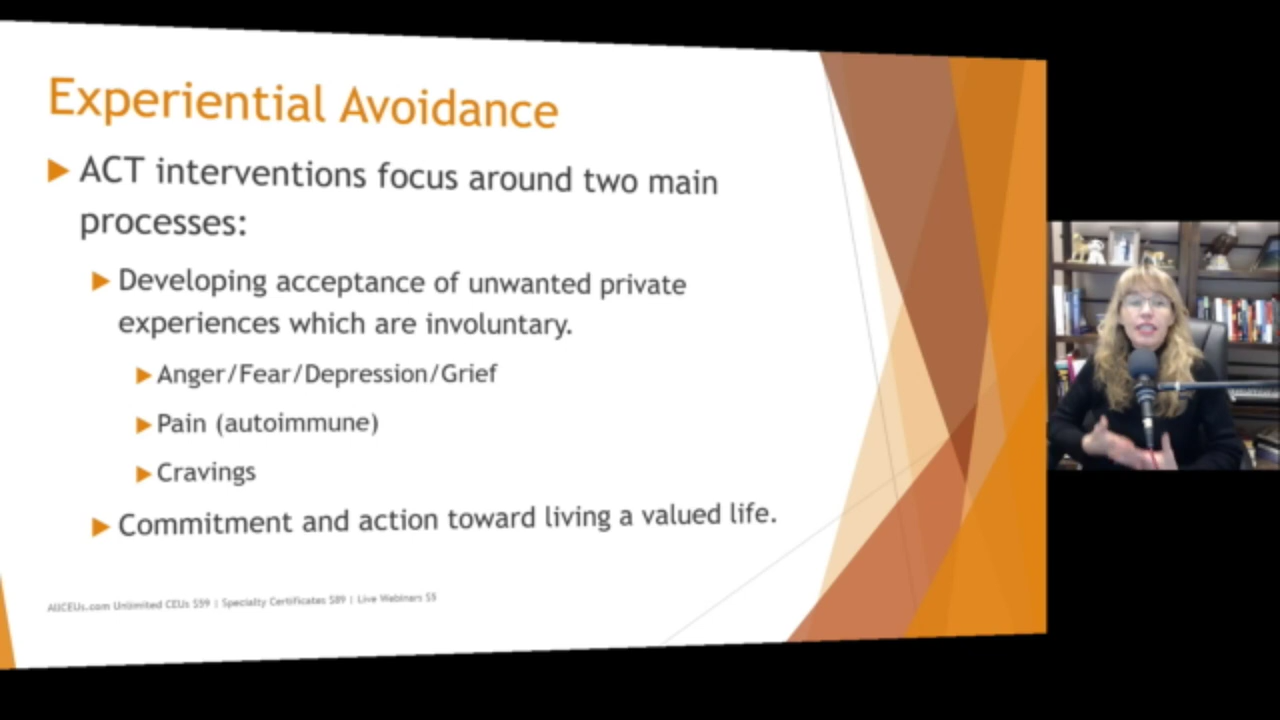 Experiential Avoidance
ACT interventions focus around two main
processes:
Developing acceptance of unwanted private
experiences which are involuntary.
Anger/Fear/Depression/Grief
Pain (autoimmune)
Cravings
Commitment and action toward living a valued life.
AllCEUs.com Unlimited CEUs $59 | Specialty Certificates $89 | Live Webinars $5